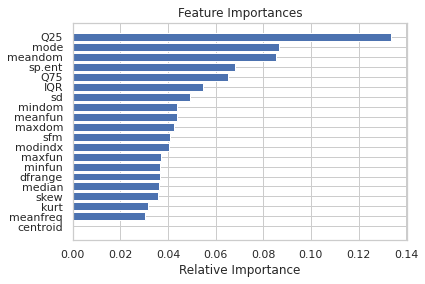 Feature Importances
Q25
mode
meandom
sp.ent
Q75
IQR
sd
mindom
meanfun
maxdom
sfm
modindx
maxfun
minfun
dfrange
median
skew
kurt
meanfreq
centroid
0.00 0.02 0.04 0.06 0.08 0.10 0.12 0.14
Relative Importance